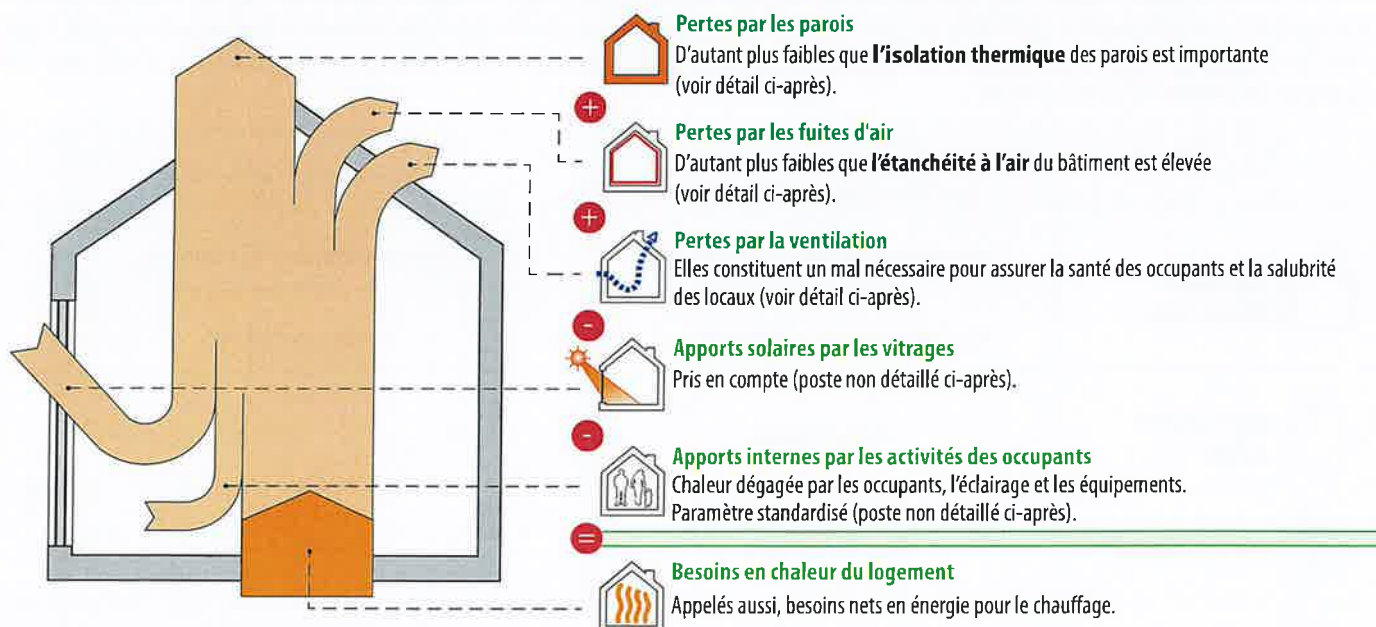 Pertes par les parois
D'autant plus faibles que l'isolation thermique des parois est importante
(voir détail ci-après).
+
Pertes par les fuites d'air
D'autant plus faibles que l'étanchéité à l'air du bâtiment est élevée
(voir détail ci-après).
+
Pertes par la ventilation
Elles constituent un mal nécessaire pour assurer la santé des occupants et la salubrité
des locaux (voir détail ci-après).
-
Apports solaires par les vitrages
Pris en compte (poste non détaillé ci-après).
-
Apports internes par les activités des occupants
Chaleur dégagée par les occupants, l'éclairage et les équipements.
Paramètre standardisé (poste non détaillé ci-après).
=
Besoins en chaleur du logement
Appelés aussi, besoins nets en énergie pour le chauffage.